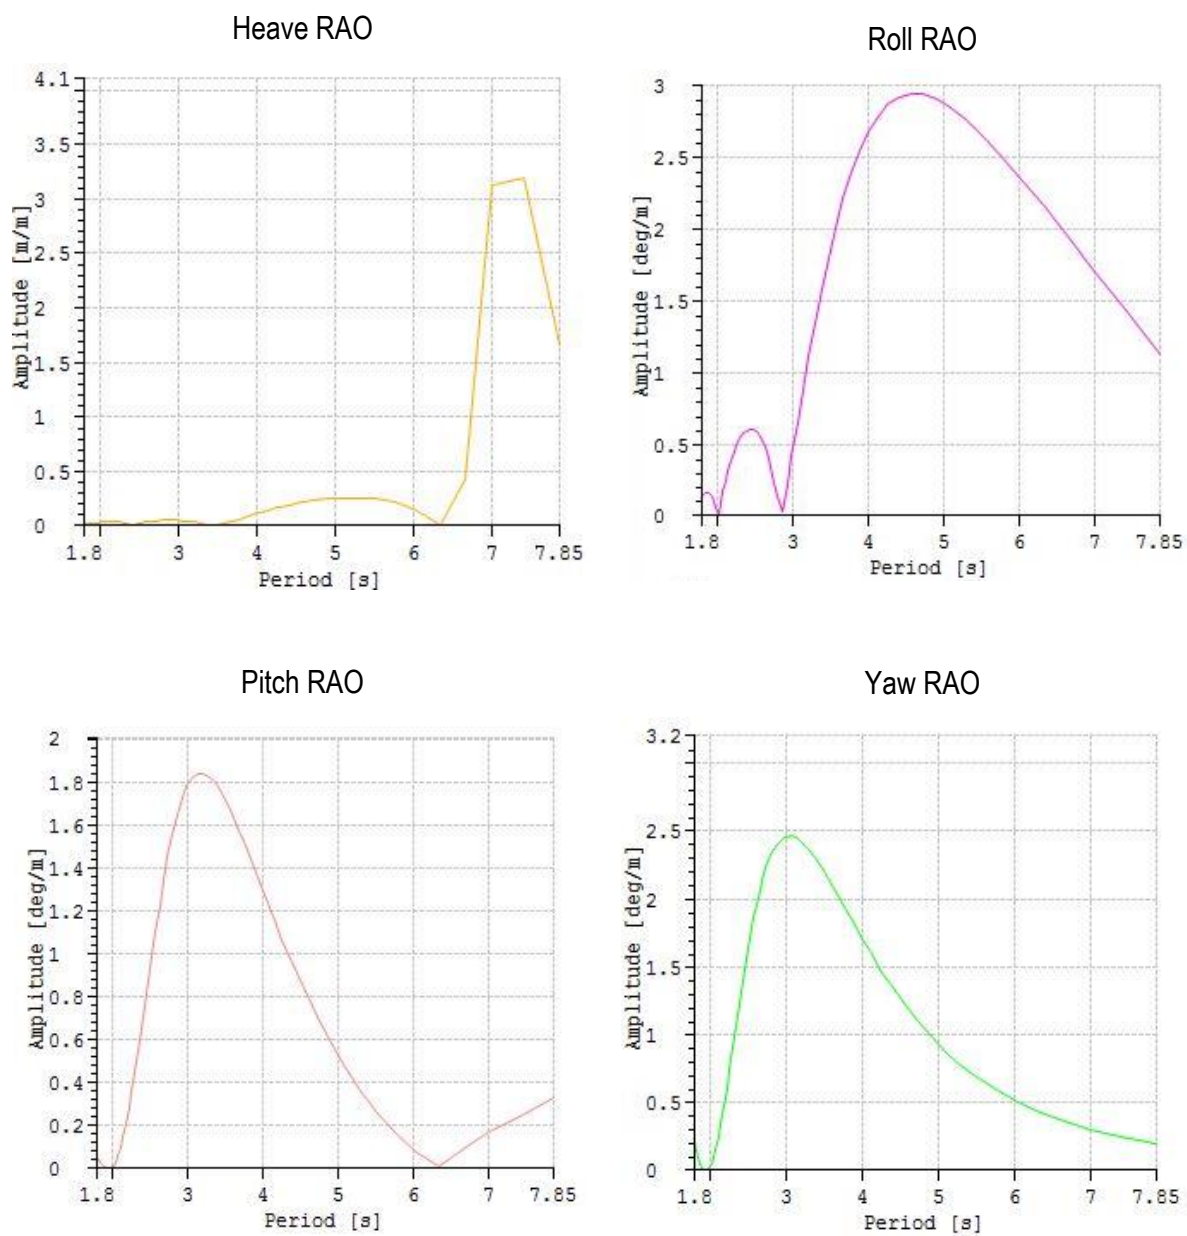 Heave RAO
4.1
3.5
3
2.5
2
1.5
1
0.5
0
Amplitude [m/m]
1.8 3 4 5 6 7 7.85
Period [s]
Roll RAO
3
2.5
2
1.5
1
0.5
0
Amplitude [deg/m]
1.8 3 4 5 6 7 7.85
Period [s]
Pitch RAO
2
1.8
1.6
1.4
1.2
1
0.8
0.6
0.4
0.2
0
Amplitude [deg/m]
1.8 3 4 5 6 7 7.85
Period [s]
Yaw RAO
3.2
2.5
2
1.5
1
0.5
0
Amplitude [deg/m]
1.8 3 4 5 6 7 7.85
Period [s]